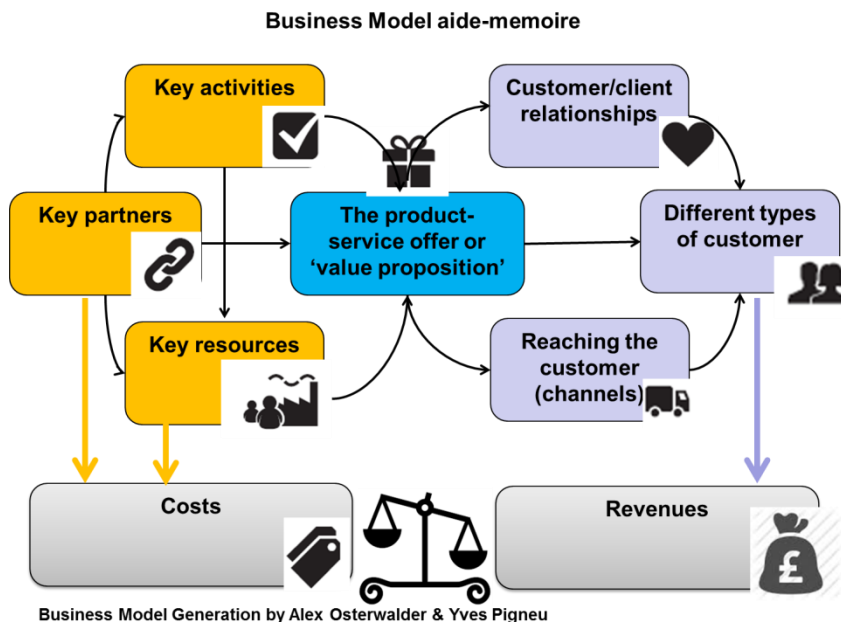 Business Model aide-memoire
Key activities
Customer/client
relationships
Key partners
The product-
service offer or
‘value proposition’
Different types
of customer
Key resources
Reaching the
customer
(channels)
Costs
Revenues
£
Business Model Generation by Alex Osterwalder & Yves Pigneu